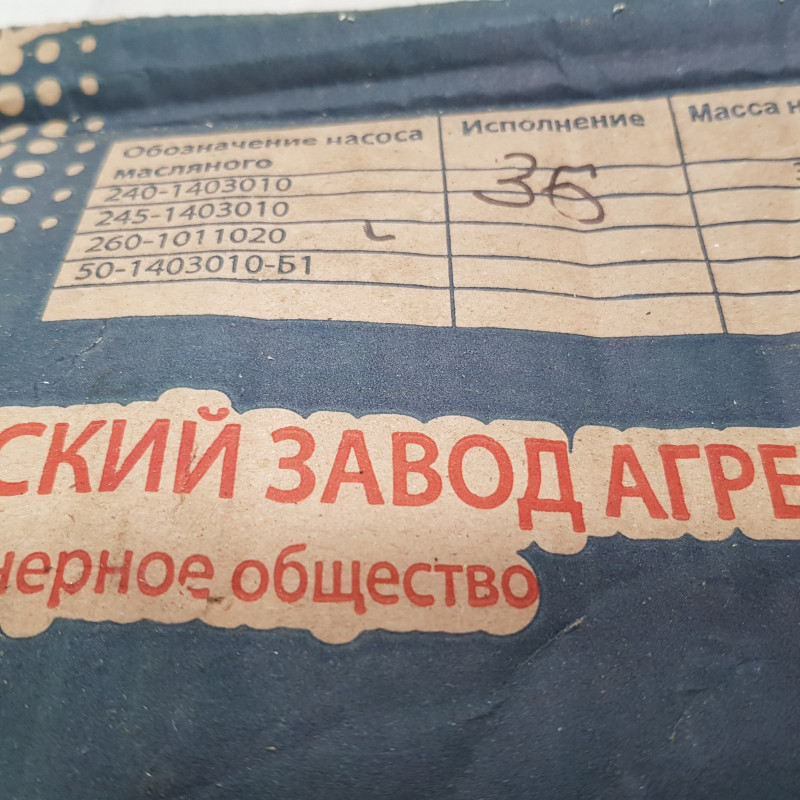 Обозначение насоса масляного
Исполнение
Масса
240-1403010
36
245-1403010
260-1011020
50-1403010-Б1
СКИЙ ЗАВОД АГРЕ
нерное общество